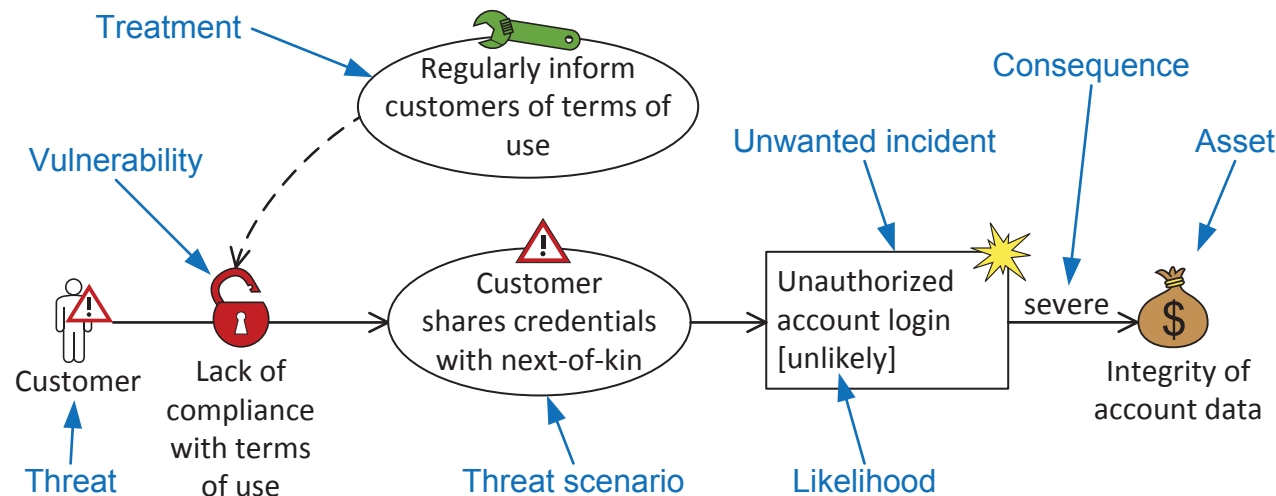 Treatment
Regularly inform
customers of terms of
use
Consequence
Vulnerability
Unwanted incident
Asset
Customer
Lack of
compliance
with terms
of use
Customer
shares credentials
with next-of-kin
Unauthorized
account login
[unlikely]
severe
$
Integrity of
account data
Threat
Threat scenario
Likelihood